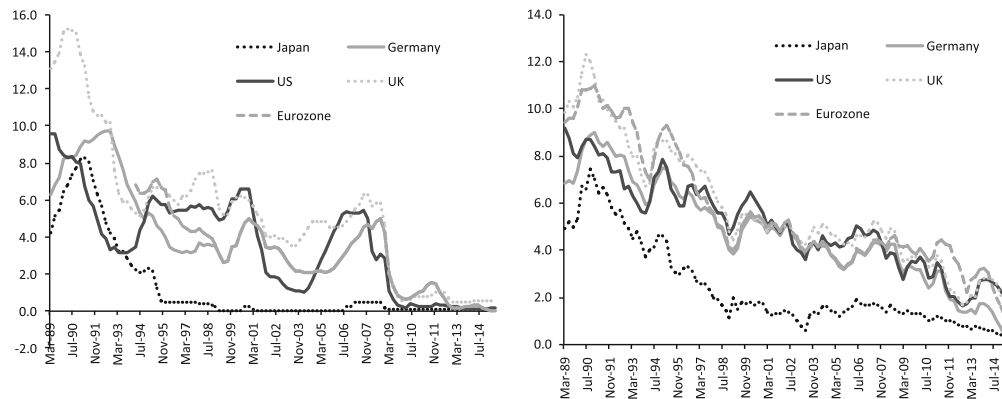 16.0
14.0
12.0
10.0
8.0
6.0
4.0
2.0
0.0
-2.0
Japan
Germany
US
UK
Eurozone
Mar-89
Jul-90
Nov-91
Mar-93
Jul-94
Nov-95
Mar-97
Jul-98
Nov-99
Mar-01
Jul-02
Nov-03
Mar-05
Jul-06
Nov-07
Mar-09
Jul-10
Nov-11
Mar-13
Jul-14
14.0
12.0
10.0
8.0
6.0
4.0
2.0
0.0
Japan
Germany
US
UK
Eurozone
Mar-89
Jul-90
Nov-91
Mar-93
Jul-94
Nov-95
Mar-97
Jul-98
Nov-99
Mar-01
Jul-02
Nov-03
Mar-05
Jul-06
Nov-07
Mar-09
Jul-10
Nov-11
Mar-13
Jul-14